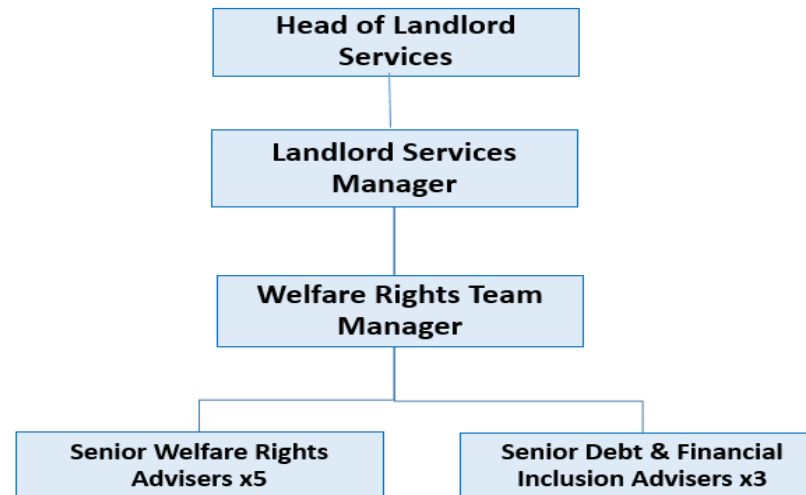 Head of Landlord
Services
Landlord Services
Manager
Welfare Rights Team
Manager
Senior Welfare Rights
Advisers x5
Senior Debt & Financial
Inclusion Advisers x3